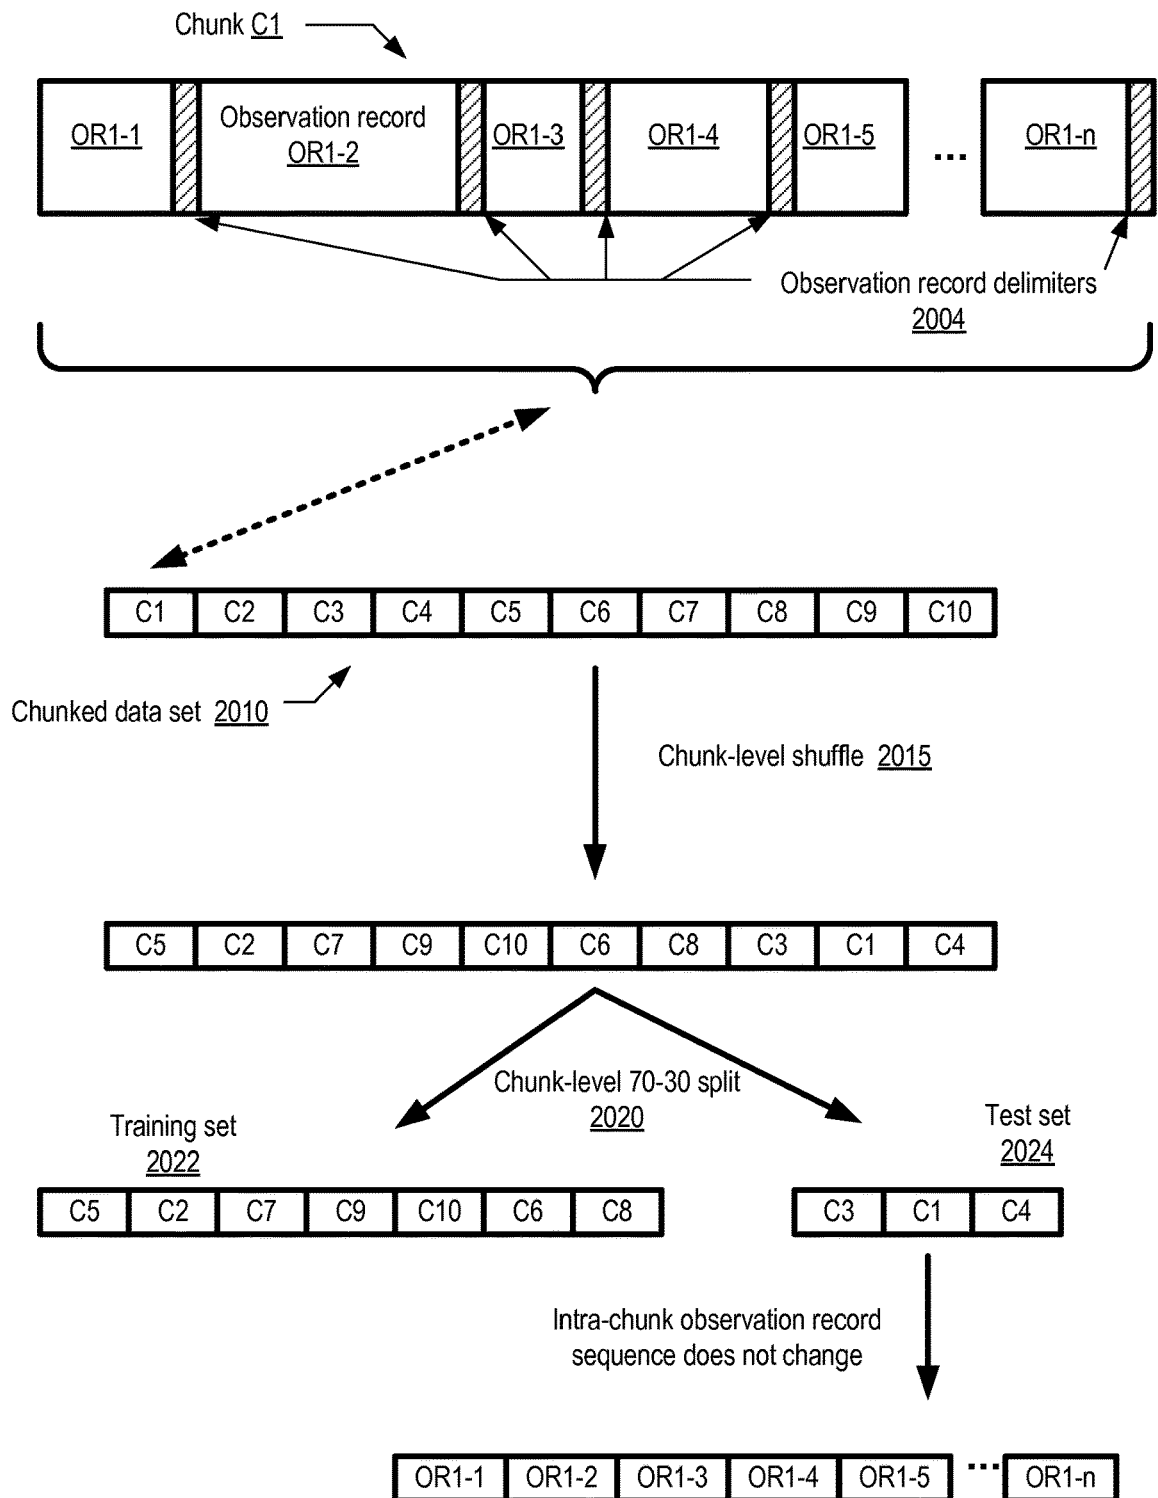 Chunk C1
OR1-1
Observation record
OR1-2
OR1-3
OR1-4
OR1-5
...
OR1-n
Observation record delimiters
2004
C1 C2 C3 C4 C5 C6 C7 C8 C9 C10
Chunked data set 2010
Chunk-level shuffle 2015
C5 C2 C7 C9 C10 C6 C8 C3 C1 C4
Chunk-level 70-30 split
2020
Training set
2022
Test set
2024
C5 C2 C7 C9 C10 C6 C8
C3 C1 C4
Intra-chunk observation record
sequence does not change
OR1-1 OR1-2 OR1-3 OR1-4 OR1-5 ... OR1-n